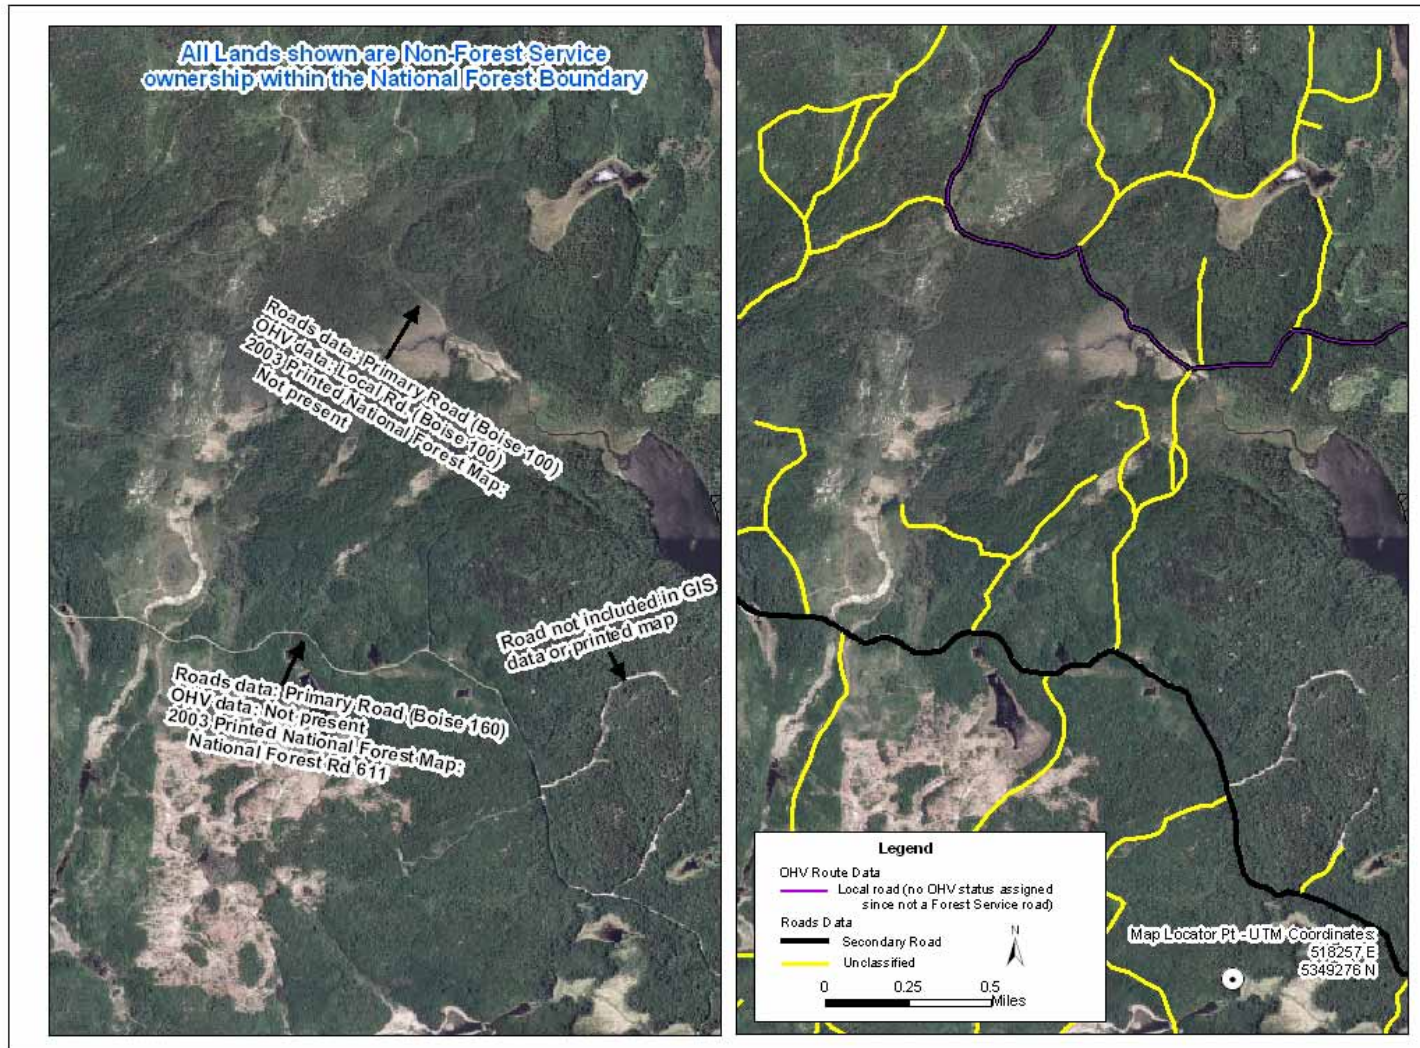 All Lands shown are Non-Forest Service
ownership within the National Forest Boundary
Roads data: Primary Road (Boise 100)
OHV data: Local Rd. (Boise 100)
2003 Printed National Forest Map:
Not present
Road not included in GIS
data or printed map
Roads data: Primary Road (Boise 160)
OHV data: Not present
2003 Printed National Forest Map:
National Forest Rd 611
Legend
OHV Route Data
Local road (no OHV status assigned
since not a Forest Service road)
Roads Data
Secondary Road
Unclassified
N
0 0.25 0.5
Miles
Map Locator Pt - UTM Coordinates:
518257 E
5349276 N